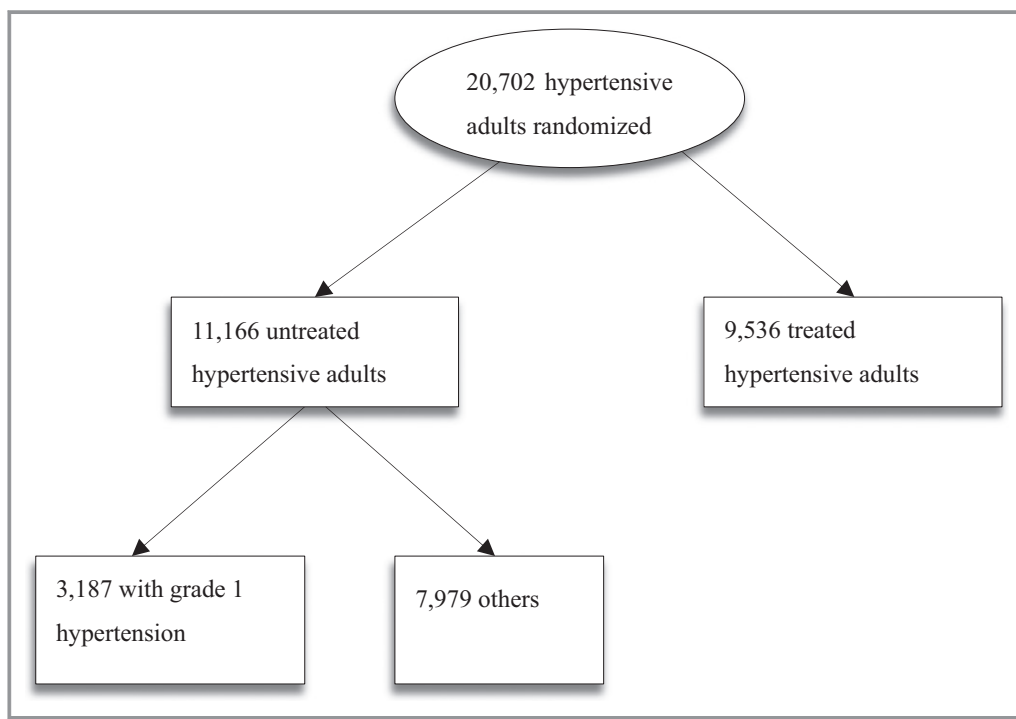 20,702 hypertensive
adults randomized
11,166 untreated
hypertensive adults
9,536 treated
hypertensive adults
3,187 with grade 1
hypertension
7,979 others